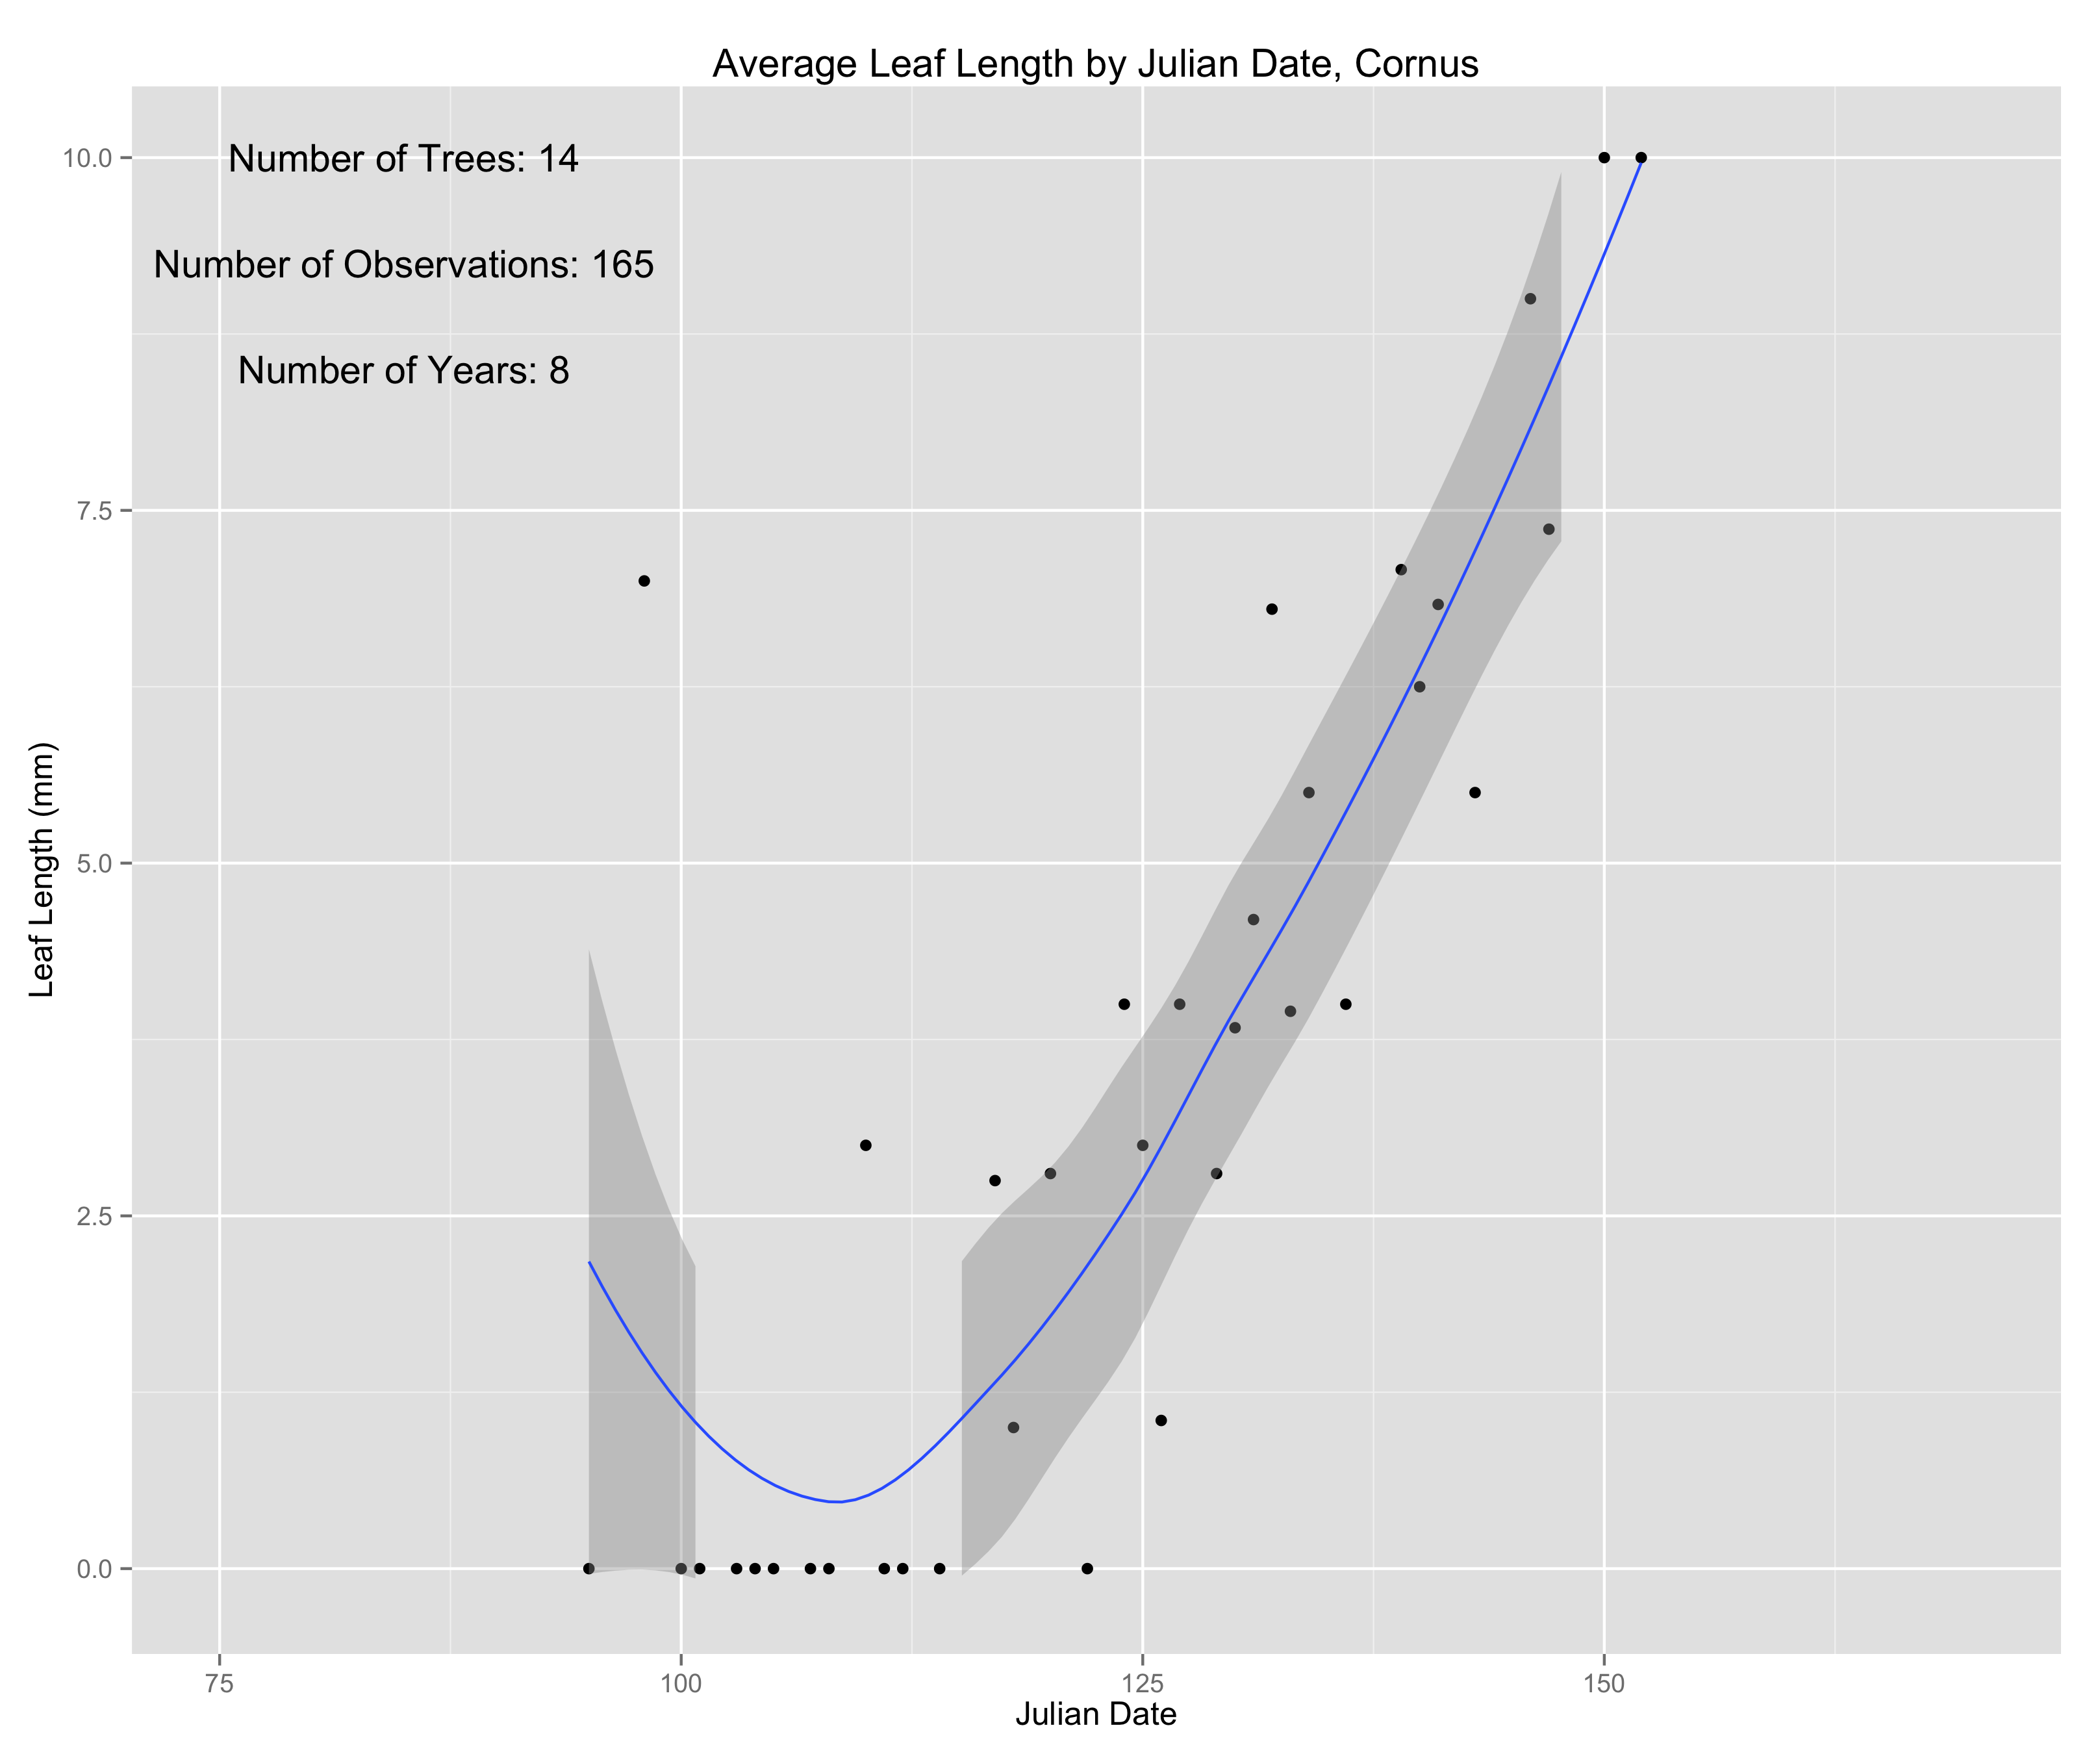 Average Leaf Length by Julian Date, Cornus
Number of Trees: 14
Number of Observations: 165
Number of Years: 8
Leaf Length (mm)
10.0
7.5
5.0
2.5
0.0
75 100 125 150
Julian Date